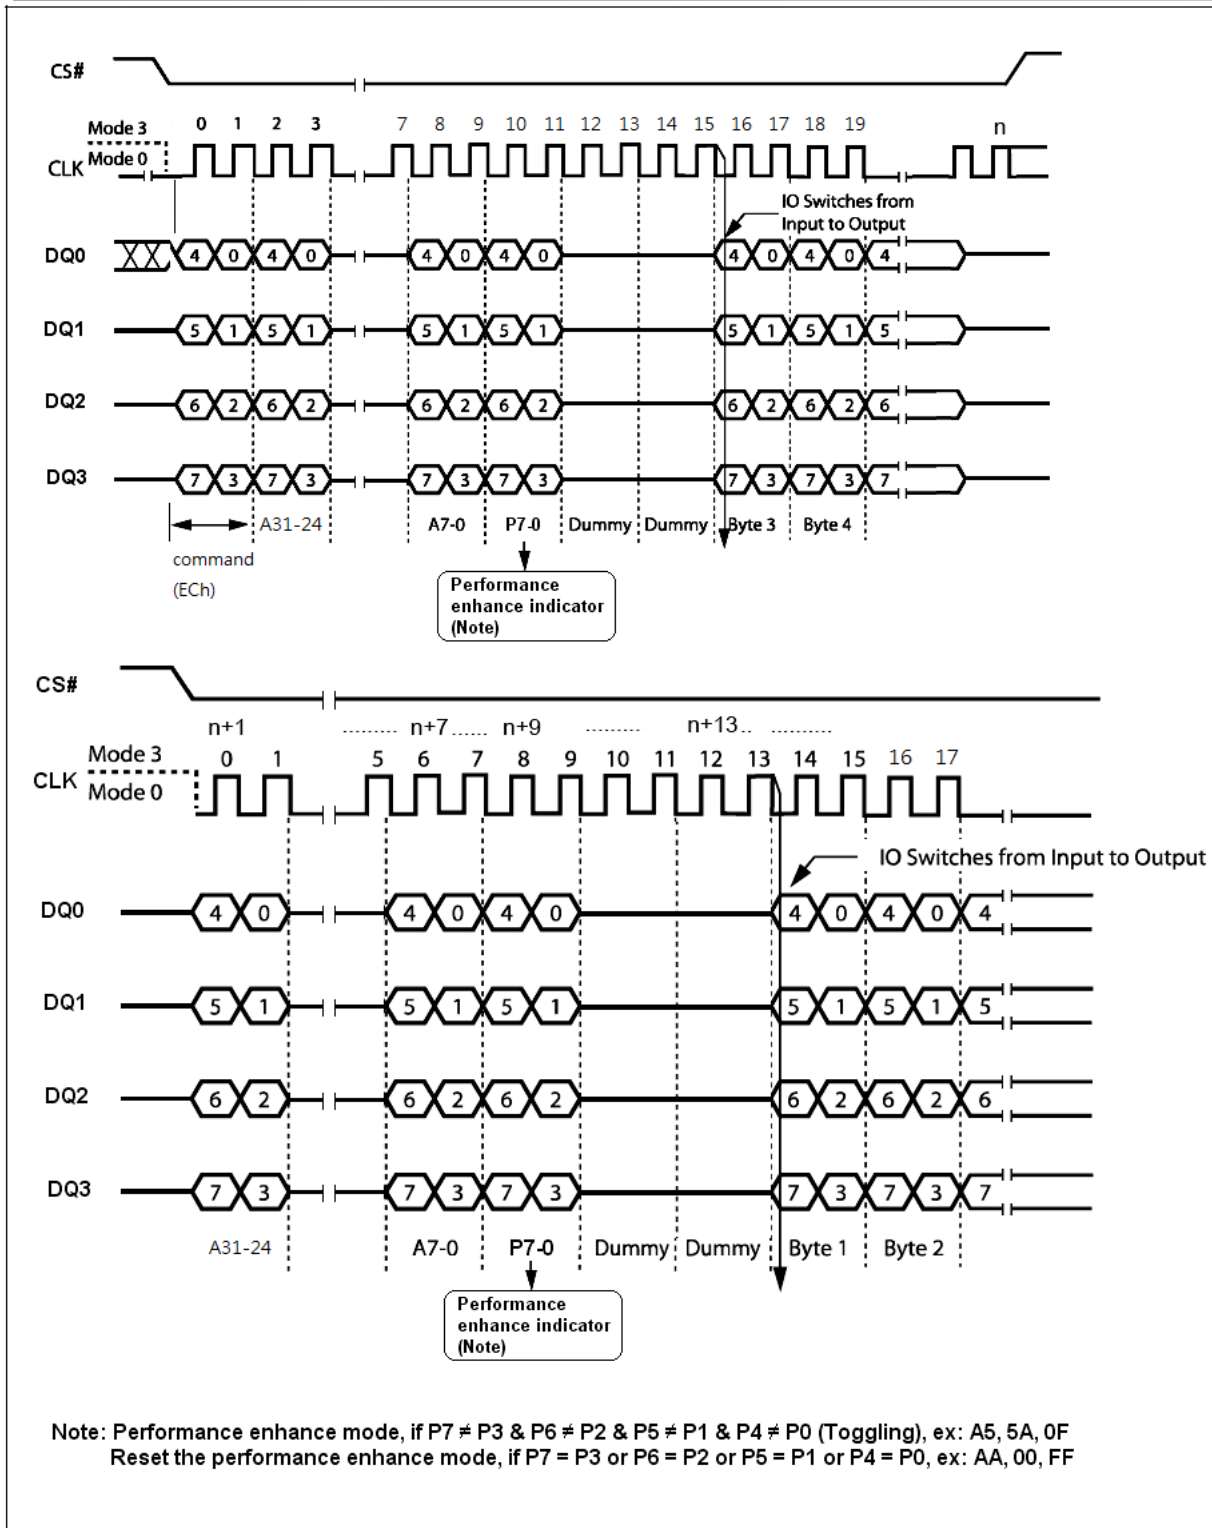 CS#
Mode 3
0 1 2 3 7 8 9 10 11 12 13 14 15 16 17 18 19 n
Mode 0
CLK
IO Switches from
Input to Output
DQ0 4 0 4 0 4 0 4 0 4 0 4 0 4
DQ1 5 1 5 1 5 1 5 1 5 1 5 1 5
DQ2 6 2 6 2 6 2 6 2 6 2 6 2 6
DQ3 7 3 7 3 7 3 7 3 7 3 7 3 7
A31-24 A7-0 P7-0 Dummy Dummy Byte 3 Byte 4
command
(ECh)
Performance
enhance indicator
(Note)
CS#
n+1 ........ n+7 ...... n+9 ......... n+13.. ..........
Mode 3
0 1 5 6 7 8 9 10 11 12 13 14 15 16 17
CLK
Mode 0
IO Switches from Input to Output
DQ0 4 0 4 0 4 0 4 0 4 0 4
DQ1 5 1 5 1 5 1 5 1 5 1 5
DQ2 6 2 6 2 6 2 6 2 6 2 6
DQ3 7 3 7 3 7 3 7 3 7 3 7
A31-24 A7-0 P7-0 Dummy Dummy Byte 1 Byte 2
Performance
enhance indicator
(Note)
Note: Performance enhance mode, if P7 ≠ P3 & P6 ≠ P2 & P5 ≠ P1 & P4 ≠ P0 (Toggling), ex: A5, 5A, 0F
Reset the performance enhance mode, if P7 = P3 or P6 = P2 or P5 = P1 or P4 = P0, ex: AA, 00, FF